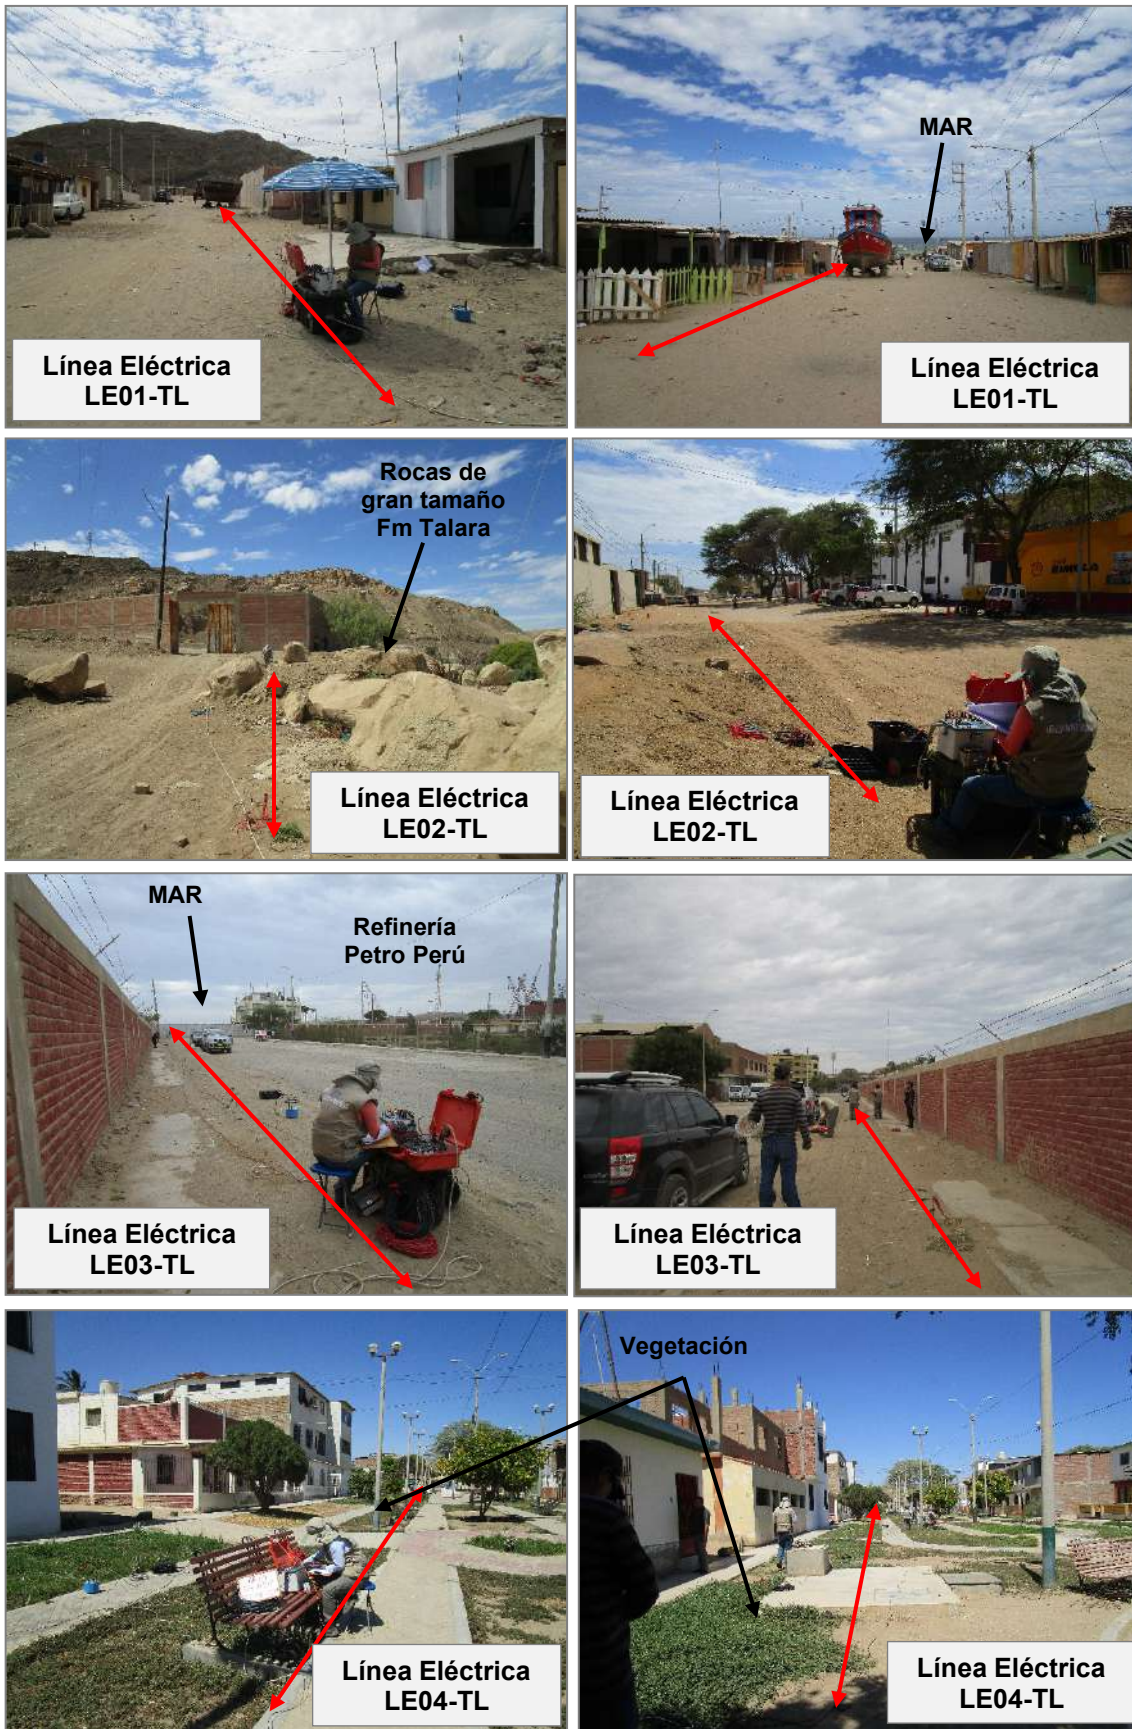 Línea Eléctrica
LE01-TL
MAR
Línea Eléctrica
LE01-TL
Rocas de
gran tamaño
Fm Talara
Línea Eléctrica
LE02-TL
Línea Eléctrica
LE02-TL
MAR
Refinería
Petro Perú
Línea Eléctrica
LE03-TL
Línea Eléctrica
LE03-TL
Vegetación
Línea Eléctrica
LE04-TL
Línea Eléctrica
LE04-TL